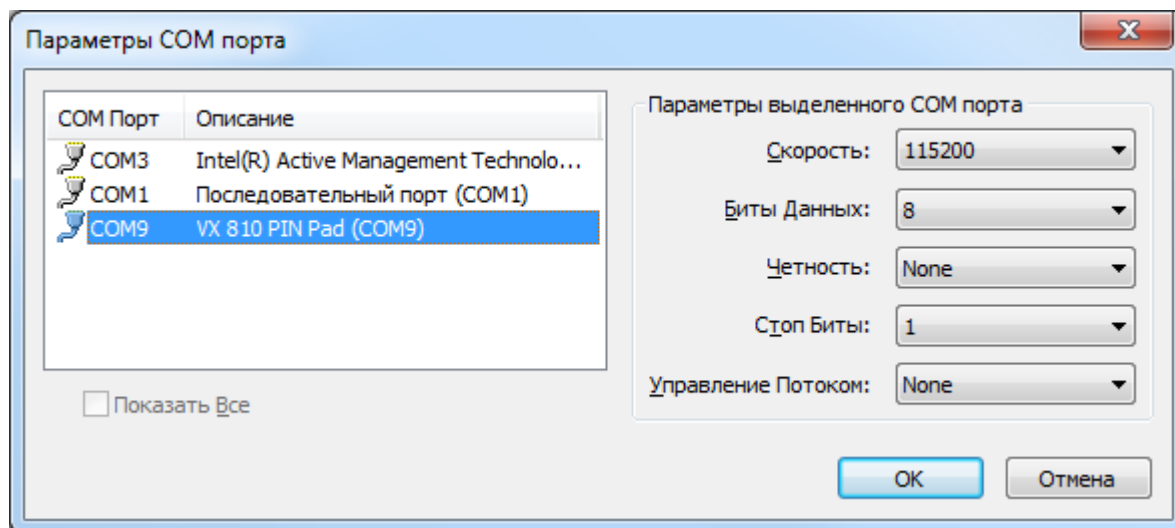 Параметры COM порта
COM Порт Описание
COM3 Intel(R) Active Management Technolo...
COM1 Последовательный порт (COM1)
COM9 VX 810 PIN Pad (COM9)
Показать Все
Параметры выделенного COM порта
Скорость: 115200
Биты Данных: 8
Четность: None
Стоп Биты: 1
Управление Потоком: None
OK Отмена